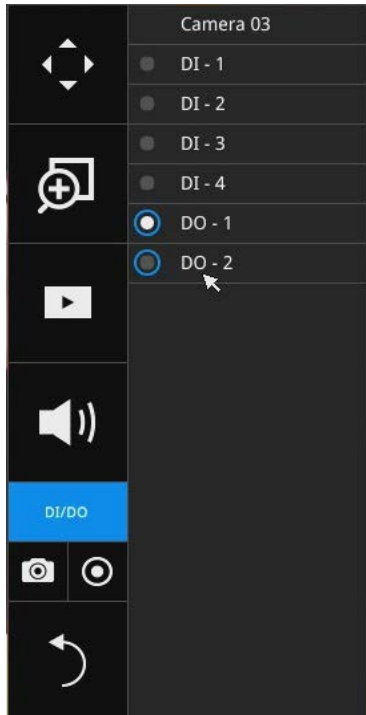 Camera 03
DI - 1
DI - 2
DI - 3
DI - 4
DO - 1
DO - 2
DI/DO